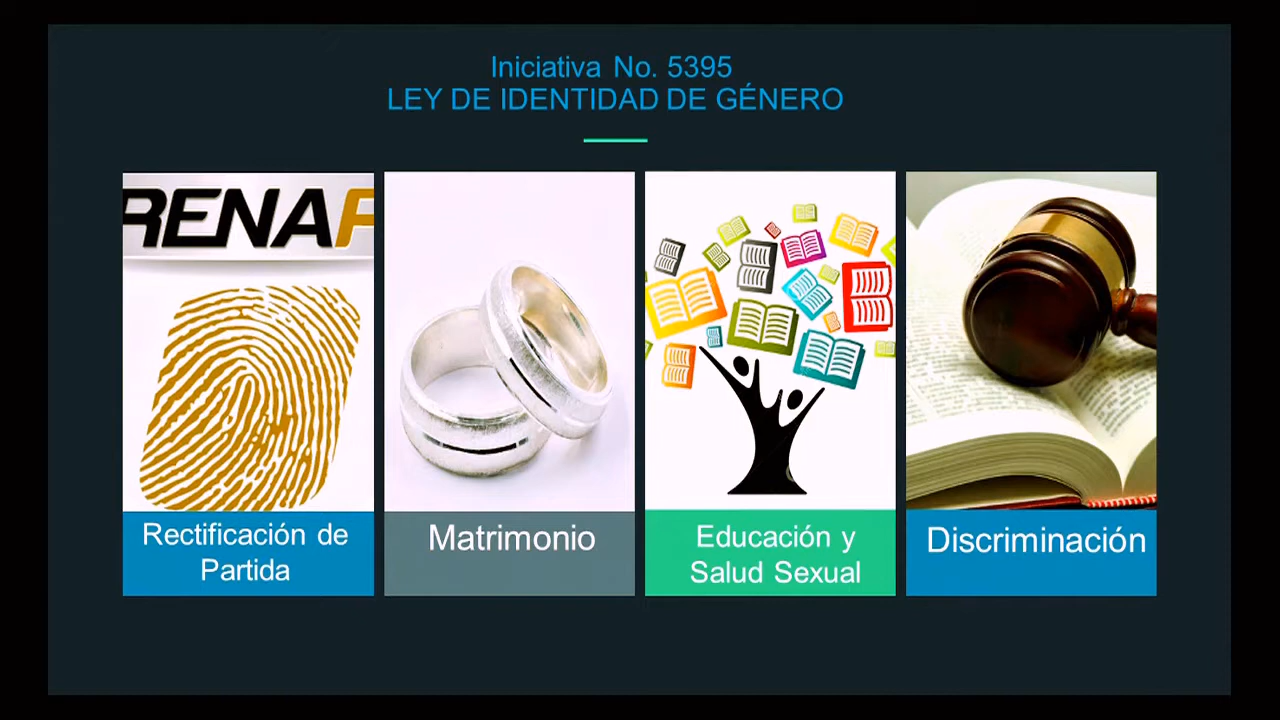 Iniciativa No. 5395
LEY DE IDENTIDAD DE GÉNERO
RENAP
Rectificación de
Partida
Matrimonio
Educación y
Salud Sexual
Discriminación